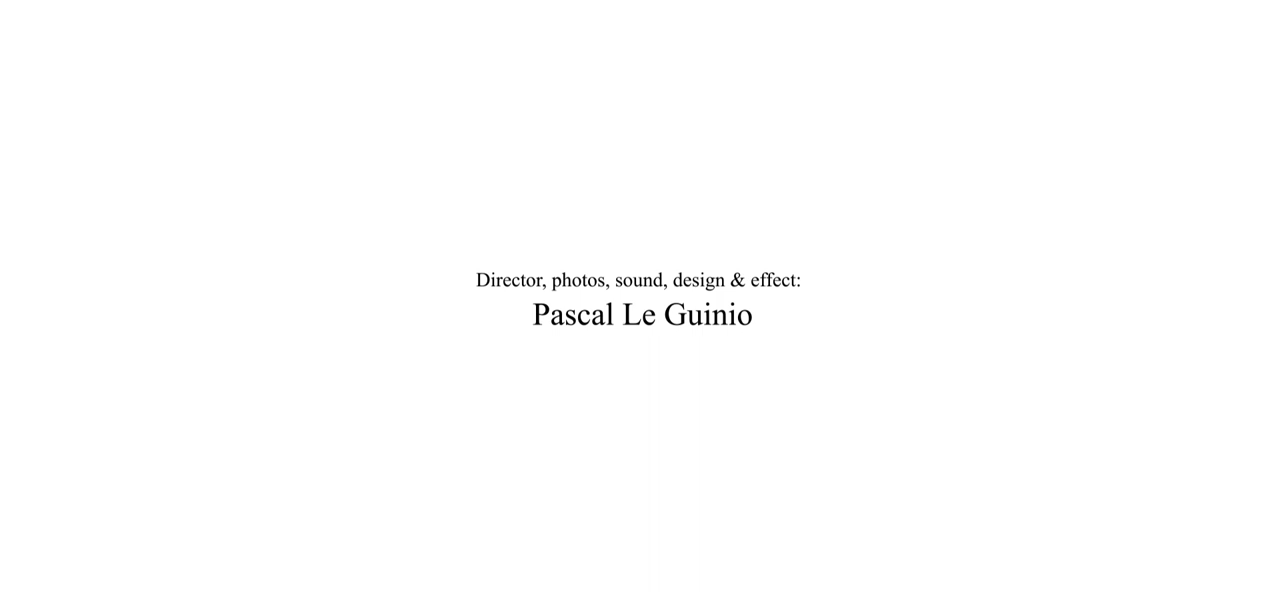 Director, photos, sound, design & effect:
Pascal Le Guinio